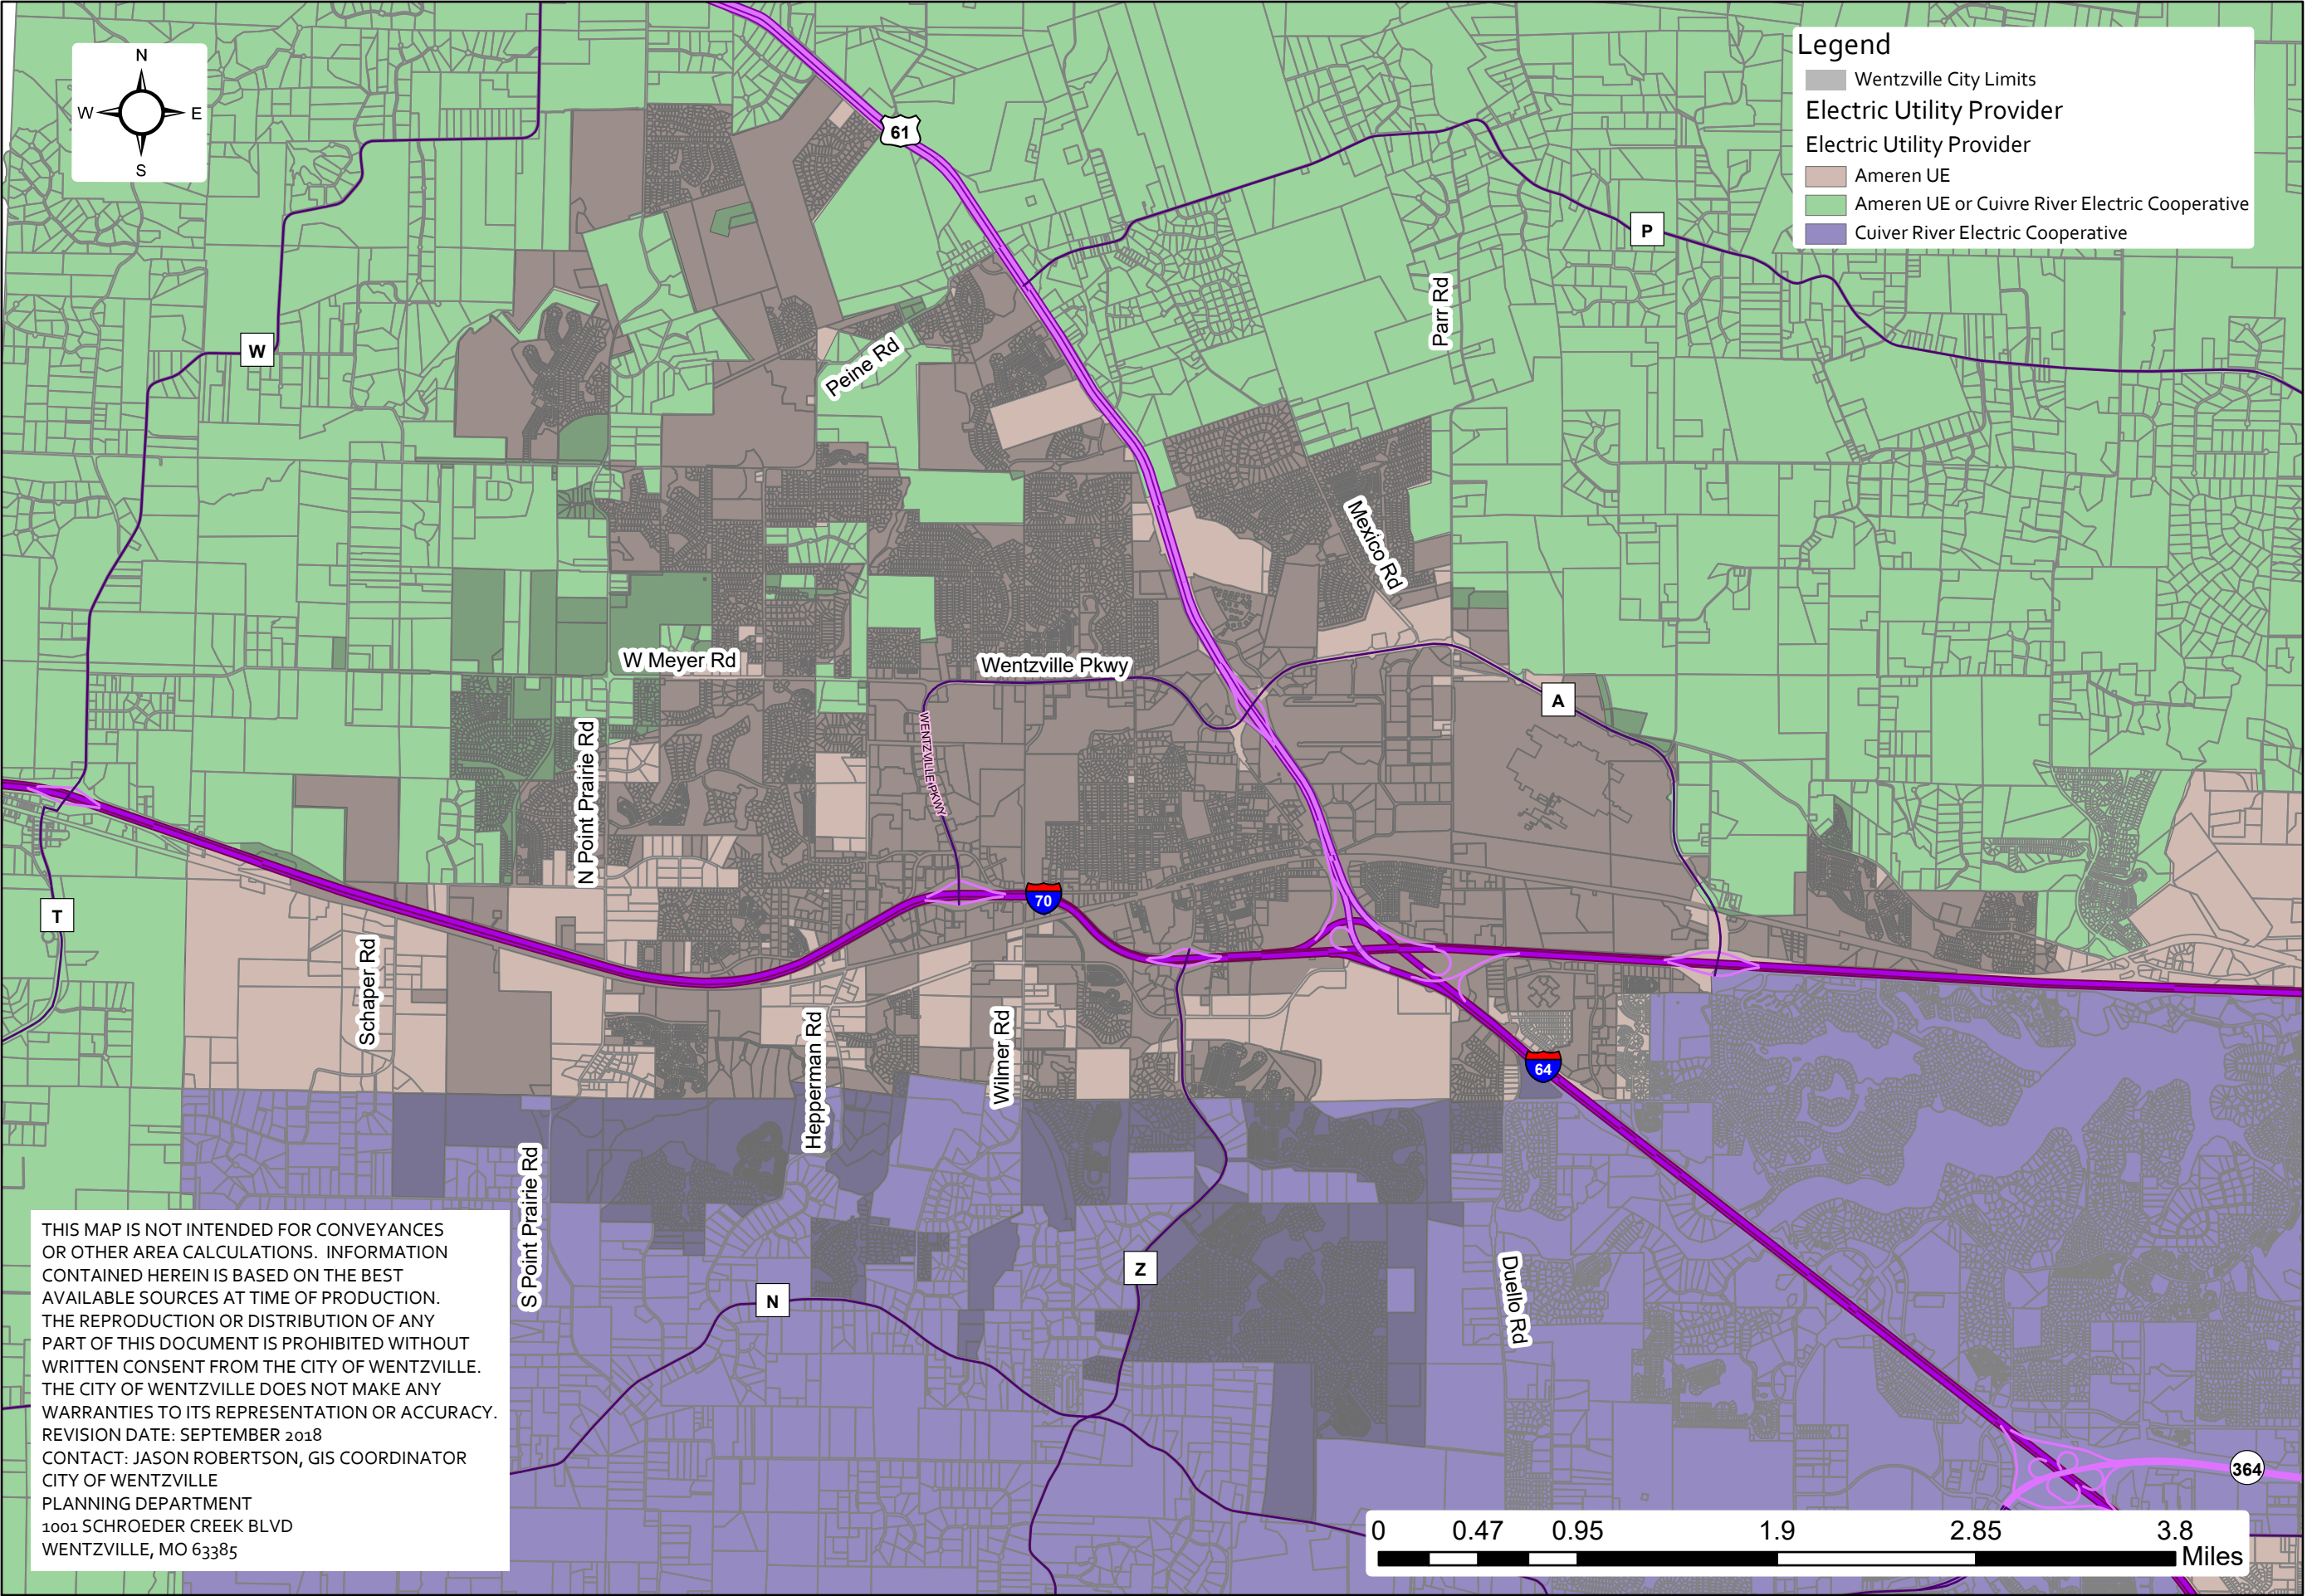 N
W E
S
61
Legend
Wentzville City Limits
Electric Utility Provider
Electric Utility Provider
Ameren UE
Ameren UE or Cuivre River Electric Cooperative
Cuiver River Electric Cooperative
P
W
Parr Rd
Peine Rd
Mexico Rd
W Meyer Rd
Wentzville Pkwy
A
WENTZVILLE PKWY
N Point Prairie Rd
70
T
Schaper Rd
Hepperman Rd
Wilmer Rd
64
S Point Prairie Rd
Z
N
Duello Rd
364
THIS MAP IS NOT INTENDED FOR CONVEYANCES
OR OTHER AREA CALCULATIONS. INFORMATION
CONTAINED HEREIN IS BASED ON THE BEST
AVAILABLE SOURCES AT TIME OF PRODUCTION.
THE REPRODUCTION OR DISTRIBUTION OF ANY
PART OF THIS DOCUMENT IS PROHIBITED WITHOUT
WRITTEN CONSENT FROM THE CITY OF WENTZVILLE.
THE CITY OF WENTZVILLE DOES NOT MAKE ANY
WARRANTIES TO ITS REPRESENTATION OR ACCURACY.
REVISION DATE: SEPTEMBER 2018
CONTACT: JASON ROBERTSON, GIS COORDINATOR
CITY OF WENTZVILLE
PLANNING DEPARTMENT
1001 SCHROEDER CREEK BLVD
WENTZVILLE, MO 63385
0 0.47 0.95 1.9 2.85 3.8
Miles